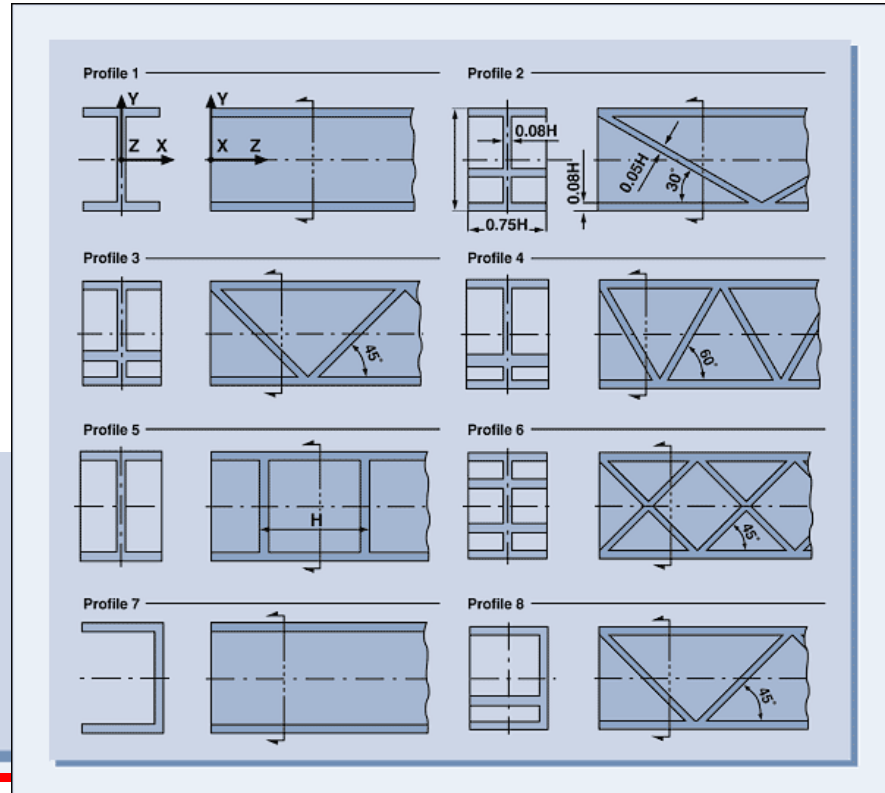 Profile 1
Y
Z X
Y
X Z
Profile 2
0.08H
0.75H
0.08H
0.05H
30°
Profile 3
45°
Profile 4
60°
Profile 5
H
Profile 6
45°
Profile 7
Profile 8
45°